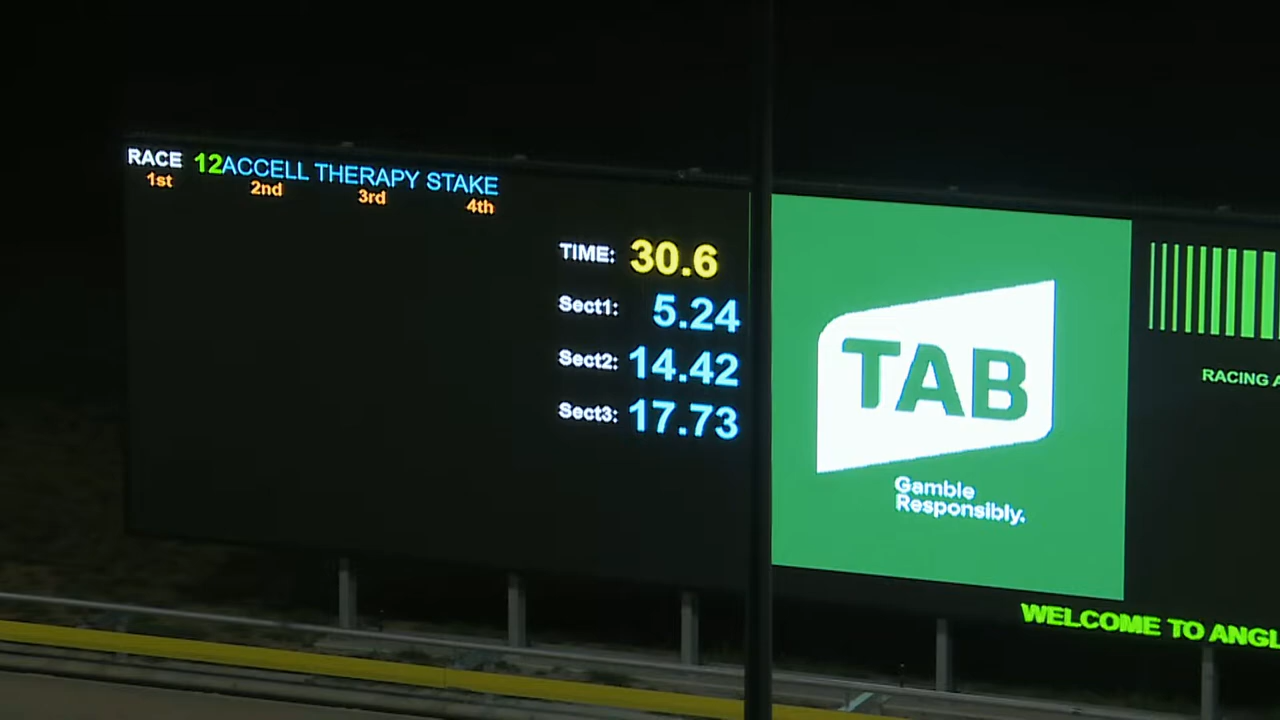 RACE 12ACCELL THERAPY STAKE
1st 2nd 3rd 4th
TIME: 30.6
Sect1: 5.24
Sect2: 14.42
Sect3: 17.73
TAB
Gamble
Responsibly.
RACING
WELCOME TO ANGL